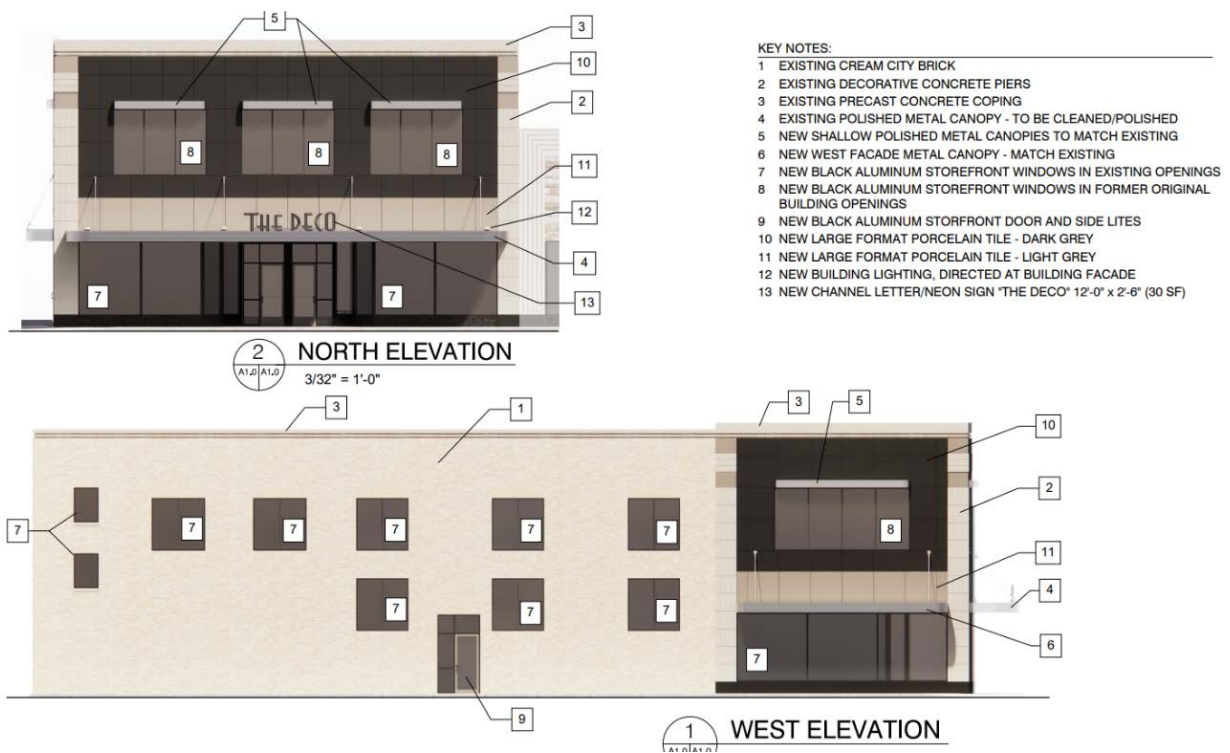 5
3
10
2
8
8
8
11
12
THE DECO
4
7
7
13
2
A1.0 A1.0
NORTH ELEVATION
3/32" = 1'-0"
KEY NOTES:
1 EXISTING CREAM CITY BRICK
2 EXISTING DECORATIVE CONCRETE PIERS
3 EXISTING PRECAST CONCRETE COPING
4 EXISTING POLISHED METAL CANOPY - TO BE CLEANED/POLISHED
5 NEW SHALLOW POLISHED METAL CANOPIES TO MATCH EXISTING
6 NEW WEST FACADE METAL CANOPY - MATCH EXISTING
7 NEW BLACK ALUMINUM STOREFRONT WINDOWS IN EXISTING OPENINGS
8 NEW BLACK ALUMINUM STOREFRONT WINDOWS IN FORMER ORIGINAL
BUILDING OPENINGS
9 NEW BLACK ALUMINUM STORFRONT DOOR AND SIDE LITES
10 NEW LARGE FORMAT PORCELAIN TILE - DARK GREY
11 NEW LARGE FORMAT PORCELAIN TILE - LIGHT GREY
12 NEW BUILDING LIGHTING, DIRECTED AT BUILDING FACADE
13 NEW CHANNEL LETTER/NEON SIGN "THE DECO" 12'-0" x 2'-6" (30 SF)
3
1
3
5
10
2
7
7
7
7
7
7
8
11
4
7
7
7
6
7
9
1
A1.0 A1.0
WEST ELEVATION